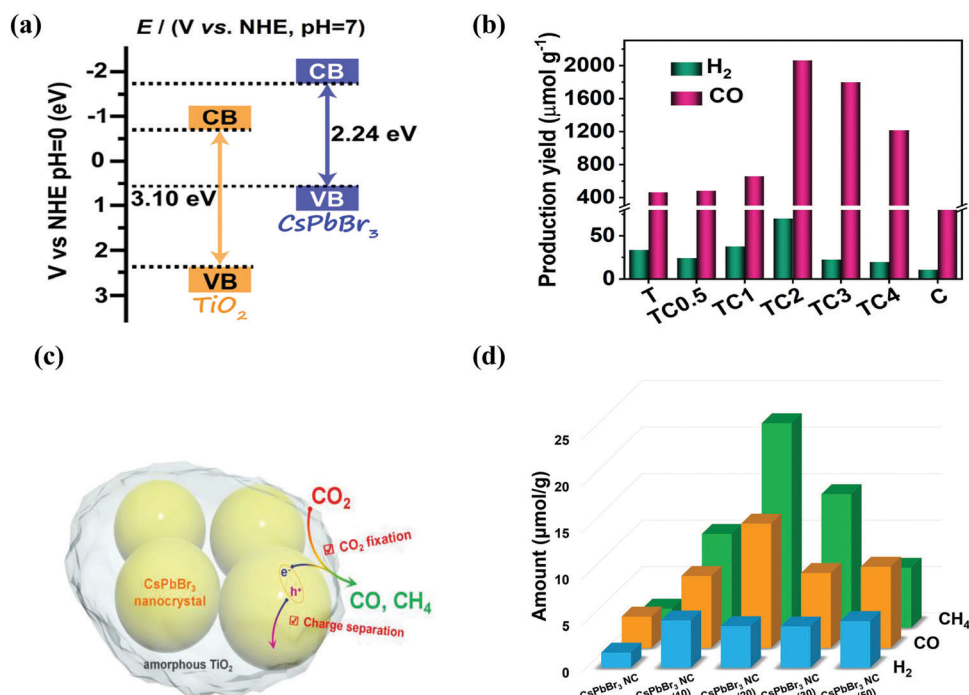 (a)
E / (V vs. NHE, pH=7)
V vs NHE pH=0 (eV)
-2
-1
0
1
2
3
CB
CB
2.24 eV
3.10 eV
VB
CsPbBr3
VB
TiO2
(b)
Production yield (μmol g-1)
2000
1600
1200
800
400
50
0
H2
CO
T
TC0.5
TC1
TC2
TC3
TC4
C
(c)
CO2
☑ CO2 fixation
e-
h+
CO, CH4
☑ Charge separation
CsPbBr3
nanocrystal
amorphous TiO2
(d)
Amount (μmol/g)
25
20
15
10
5
0
CH4
CO
H2
CsPbBr3 NC
CsPbBr3 NC
CsPbBr3 NC
CsPbBr3 NC
CsPbBr3 NC